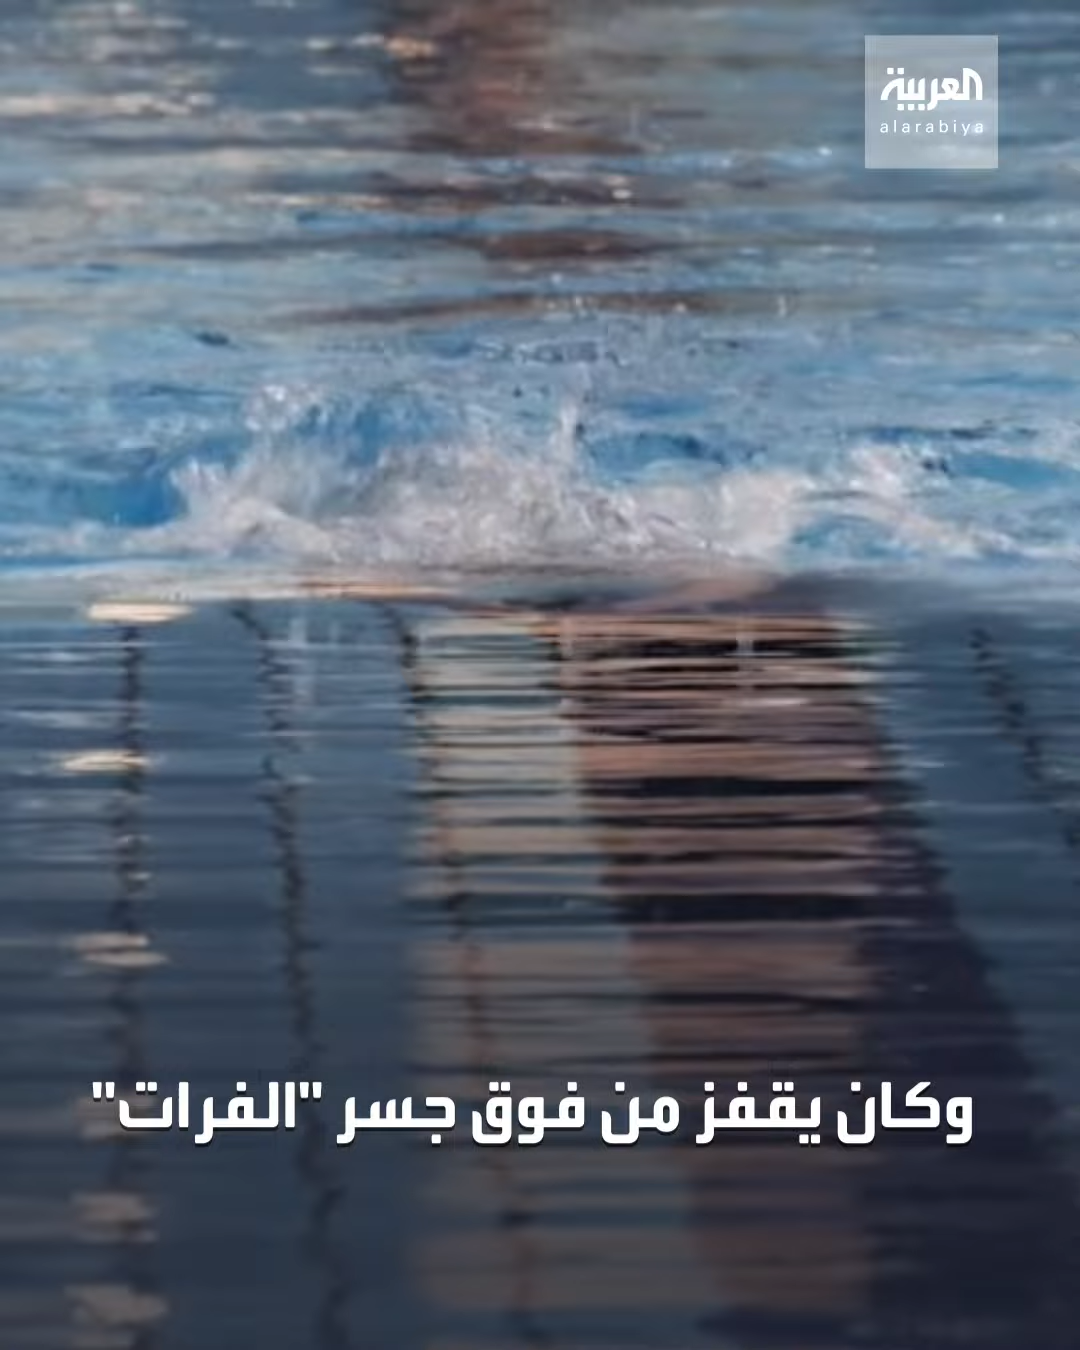 العربية
alarabiya
وكان يقفز من فوق جسر "الفرات"